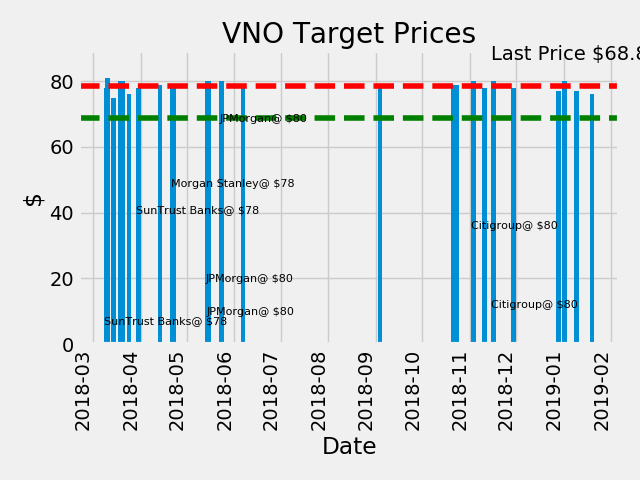 VNO Target Prices
Last Price $68.8
80
60
40
20
0
$
JPMorgan@ $80
Morgan Stanley@ $78
SunTrust Banks@ $78
Citigroup@ $80
JPMorgan@ $80
Citigroup@ $80
JPMorgan@ $80
SunTrust Banks@ $78
2018-03
2018-04
2018-05
2018-06
2018-07
2018-08
2018-09
2018-10
2018-11
2018-12
2019-01
2019-02
Date